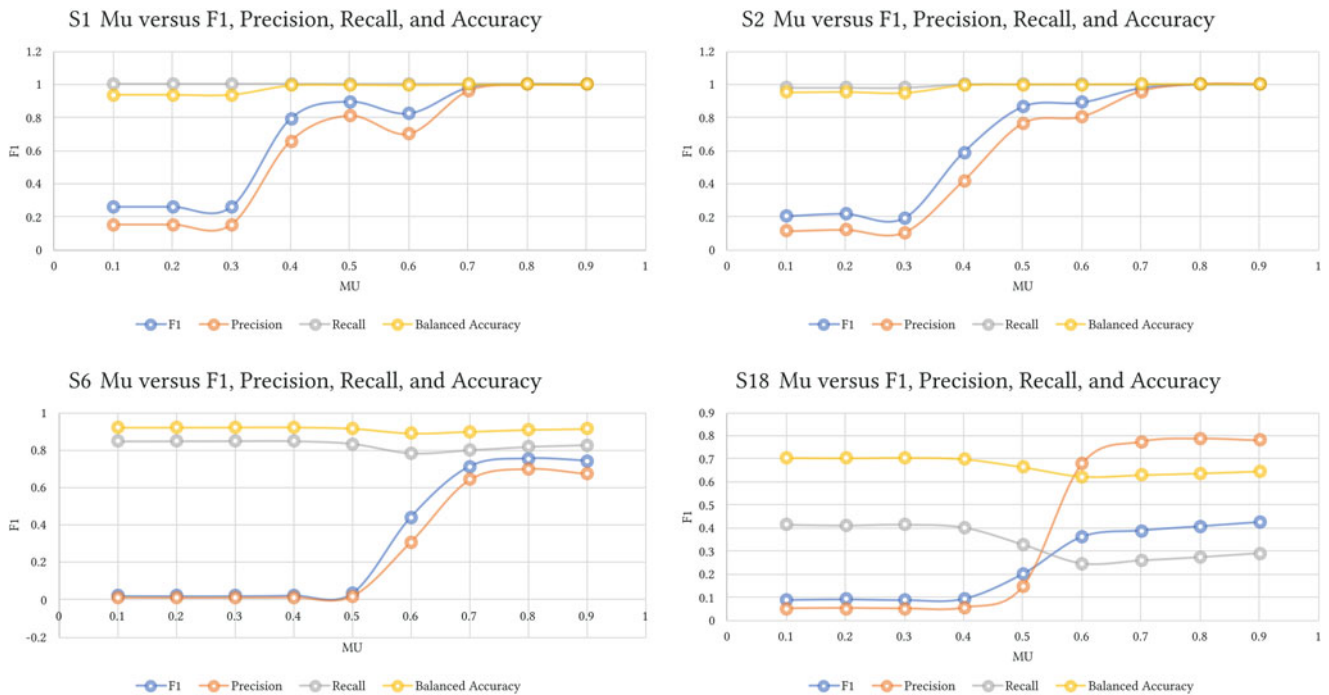 S1 Mu versus F1, Precision, Recall, and Accuracy
1.2
1
0.8
0.6
0.4
0.2
0
F1
0 0.1 0.2 0.3 0.4 0.5 0.6 0.7 0.8 0.9 1
MU
F1 Precision Recall Balanced Accuracy
S2 Mu versus F1, Precision, Recall, and Accuracy
1.2
1
0.8
0.6
0.4
0.2
0
F1
0 0.1 0.2 0.3 0.4 0.5 0.6 0.7 0.8 0.9 1
MU
F1 Precision Recall Balanced Accuracy
S6 Mu versus F1, Precision, Recall, and Accuracy
1
0.8
0.6
0.4
0.2
0
-0.2
F1
0 0.1 0.2 0.3 0.4 0.5 0.6 0.7 0.8 0.9 1
MU
F1 Precision Recall Balanced Accuracy
S18 Mu versus F1, Precision, Recall, and Accuracy
0.9
0.8
0.7
0.6
0.5
0.4
0.3
0.2
0.1
0
F1
0 0.1 0.2 0.3 0.4 0.5 0.6 0.7 0.8 0.9 1
MU
F1 Precision Recall Balanced Accuracy